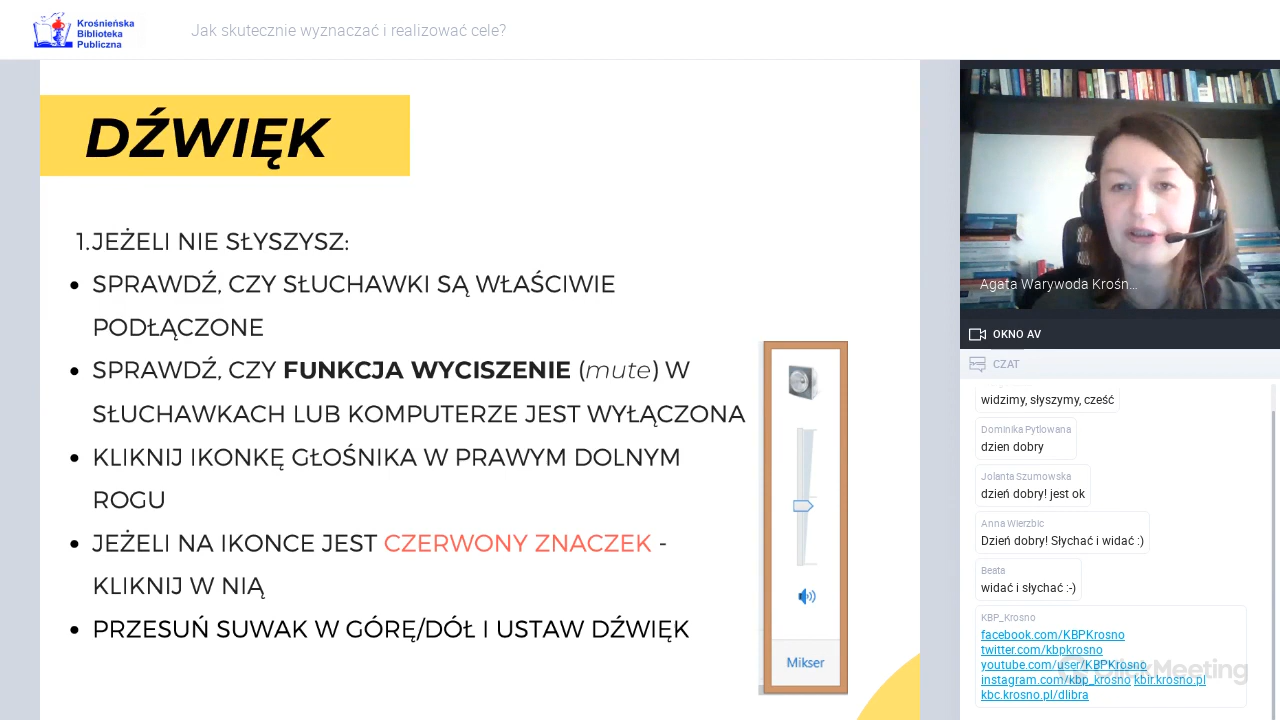 Krośnieńska
Biblioteka
Publiczna
Jak skutecznie wyznaczać i realizować cele?
DŹWIĘK
1. JEŻELI NIE SŁYSZYSZ:
• SPRAWDŹ, CZY SŁUCHAWKI SĄ WŁAŚCIWIE
PODŁĄCZONE
• SPRAWDŹ, CZY FUNKCJA WYCISZENIE (mute) W
SŁUCHAWKACH LUB KOMPUTERZE JEST WYŁĄCZONA
• KLIKNIJ IKONKĘ GŁOŚNIKA W PRAWYM DOLNYM
ROGU
• JEŻELI NA IKONCE JEST CZERWONY ZNACZEK -
KLIKNIJ W NIĄ
• PRZESUŃ SUWAK W GÓRĘ/DÓŁ I USTAW DŹWIĘK
Mikser
Agata Warywoda Krośn...
OKNO AV
CZAT
widzimy, słyszymy, cześć
Dominika Pytlowana
dzien dobry
Jolanta Szumowska
dzień dobry! jest ok
Anna Wierzbic
Dzień dobry! Słychać i widać :)
Beata
widać i słychać :-)
KBP_Krosno
facebook.com/KBPKrosno
twitter.com/kbpkrosno
youtube.com/user/KBPKrosno
instagram.com/kbp_krosno kbir.krosno.pl
kbc.krosno.pl/dlibra
ClickMeeting